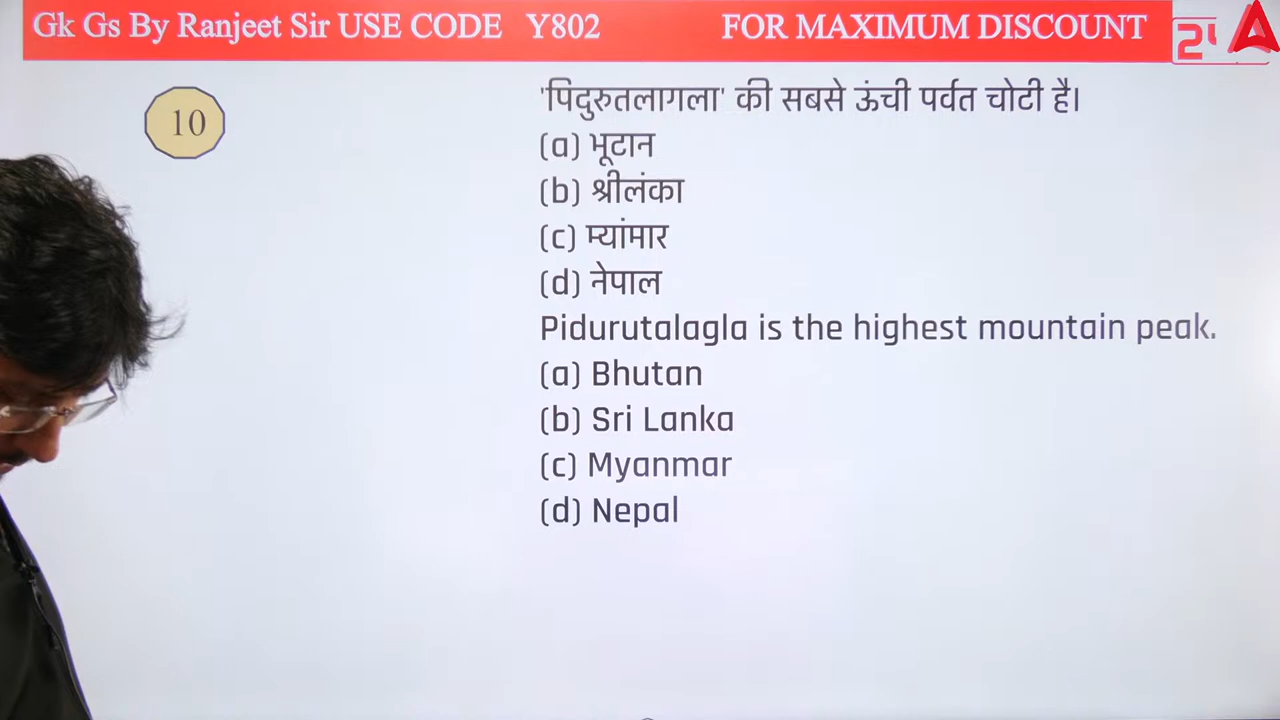 Gk Gs By Ranjeet Sir USE CODE Y802 FOR MAXIMUM DISCOUNT
10
'पिदुरुतलागला' की सबसे ऊंची पर्वत चोटी है।
(a) भूटान
(b) श्रीलंका
(c) म्यांमार
(d) नेपाल
Pidurutalagla is the highest mountain peak.
(a) Bhutan
(b) Sri Lanka
(c) Myanmar
(d) Nepal